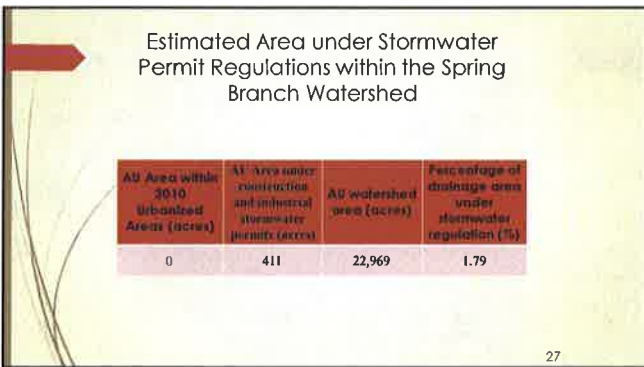 Estimated Area under Stormwater
Permit Regulations within the Spring
Branch Watershed
AU Area within
2010
Urbanized
Areas (acres)
AU Area under
construction
and industrial
stormwater
permits (acres)
AU watershed
area (acres)
Percentage of
drainage area
under
stormwater
regulation (%)
0
411
22,969
1.79
27